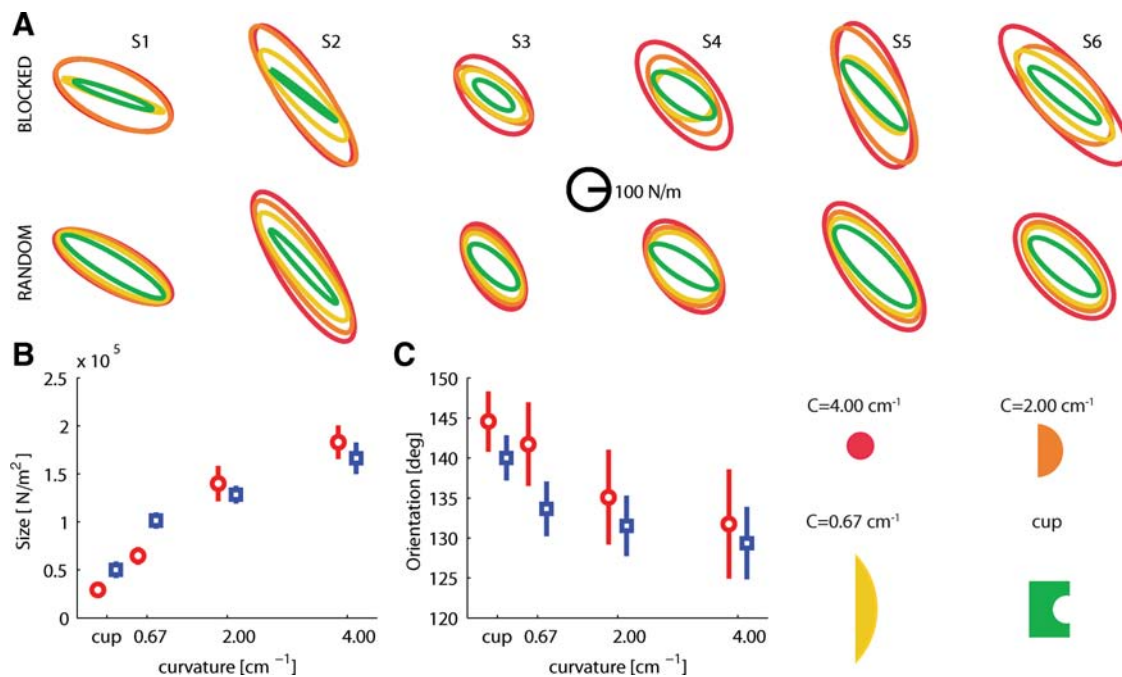 A
S1 S2 S3 S4 S5 S6
BLOCKED
100 N/m
RANDOM
B
x 10 ⁵
2.5
2
1.5
1
0.5
0
Size [ N/m²]
cup 0.67 2.00 4.00
curvature [cm ⁻¹]
C
150
145
140
135
130
125
120
Orientation [deg]
cup 0.67 2.00 4.00
curvature [cm ⁻¹]
C=4.00 cm⁻¹ C=2.00 cm⁻¹
C=0.67 cm⁻¹ cup